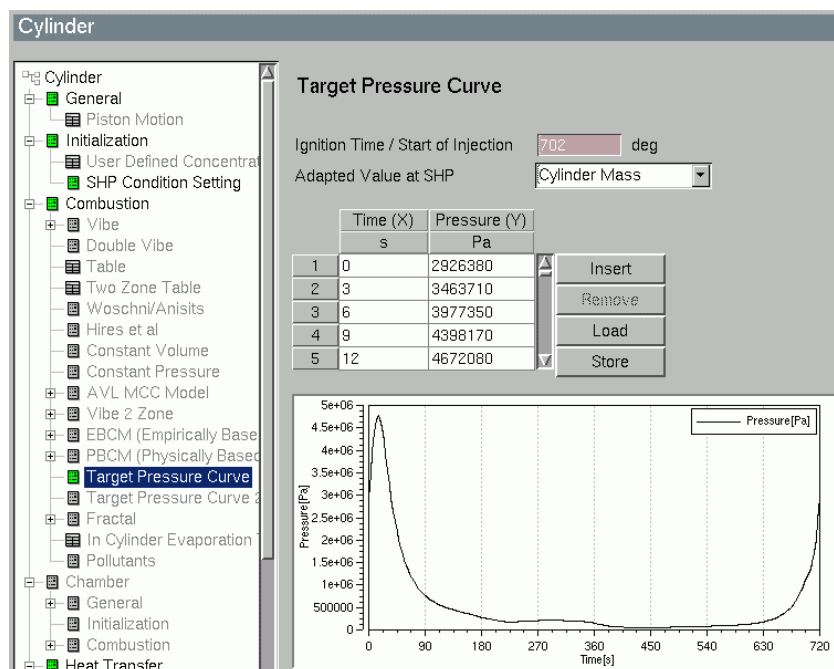 Cylinder
Cylinder
General
Piston Motion
Initialization
User Defined Concentrat
SHP Condition Setting
Combustion
Vibe
Double Vibe
Table
Two Zone Table
Woschni/Anisits
Hires et al
Constant Volume
Constant Pressure
AVL MCC Model
Vibe 2 Zone
EBCM (Empirically Base
PBCM (Physically Based
Target Pressure Curve
Target Pressure Curve 2
Fractal
In Cylinder Evaporation
Pollutants
Chamber
General
Initialization
Combustion
Heat Transfer
Target Pressure Curve
Ignition Time / Start of Injection 702 deg
Adapted Value at SHP Cylinder Mass
Time (X) Pressure (Y)
s Pa
1 0 2926380
2 3 3463710
3 6 3977350
4 9 4398170
5 12 4672080
Insert
Remove
Load
Store
Pressure[Pa]
5e+06
4.5e+06
4e+06
3.5e+06
3e+06
2.5e+06
2e+06
1.5e+06
1e+06
500000
0
Pressure[Pa]
0 90 180 270 360 450 540 630 720
Time[s]